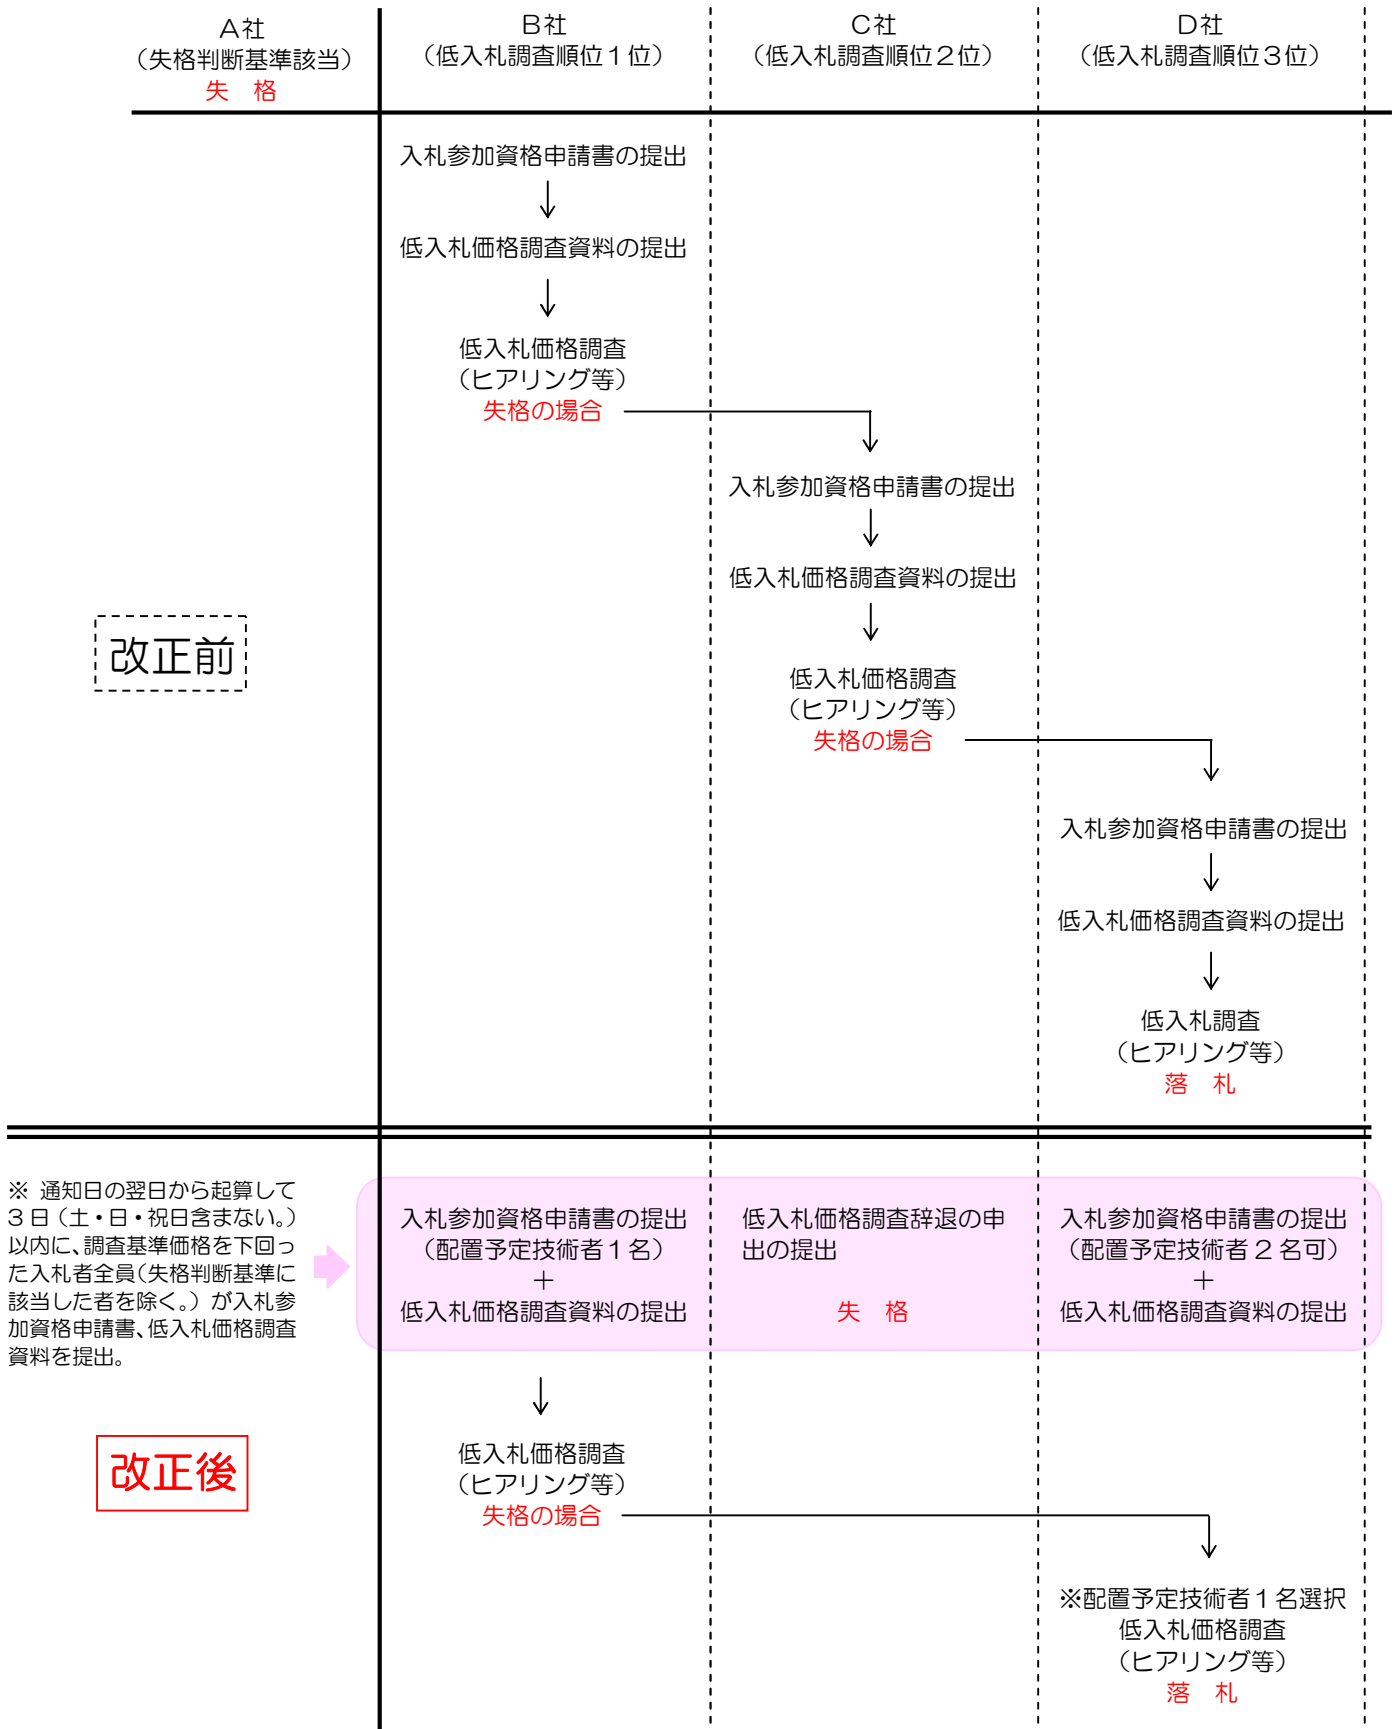 A社
（失格判断基準該当）
失　格
B社
（低入札調査順位１位）
C社
（低入札調査順位２位）
D社
（低入札調査順位３位）
改正前
入札参加資格申請書の提出
低入札価格調査資料の提出
低入札価格調査
（ヒアリング等）
失格の場合
入札参加資格申請書の提出
低入札価格調査資料の提出
低入札価格調査
（ヒアリング等）
失格の場合
入札参加資格申請書の提出
低入札価格調査資料の提出
低入札調査
（ヒアリング等）
落　札
※ 通知日の翌日から起算して
３日（土・日・祝日含まない。）
以内に、調査基準価格を下回っ
た入札者全員（失格判断基準に
該当した者を除く。）が入札参
加資格申請書、低入札価格調査
資料を提出。
改正後
入札参加資格申請書の提出
（配置予定技術者１名）
＋
低入札価格調査資料の提出
低入札価格調査辞退の申
出の提出
失　格
入札参加資格申請書の提出
（配置予定技術者２名可）
＋
低入札価格調査資料の提出
低入札価格調査
（ヒアリング等）
失格の場合
※配置予定技術者１名選択
低入札価格調査
（ヒアリング等）
落　札